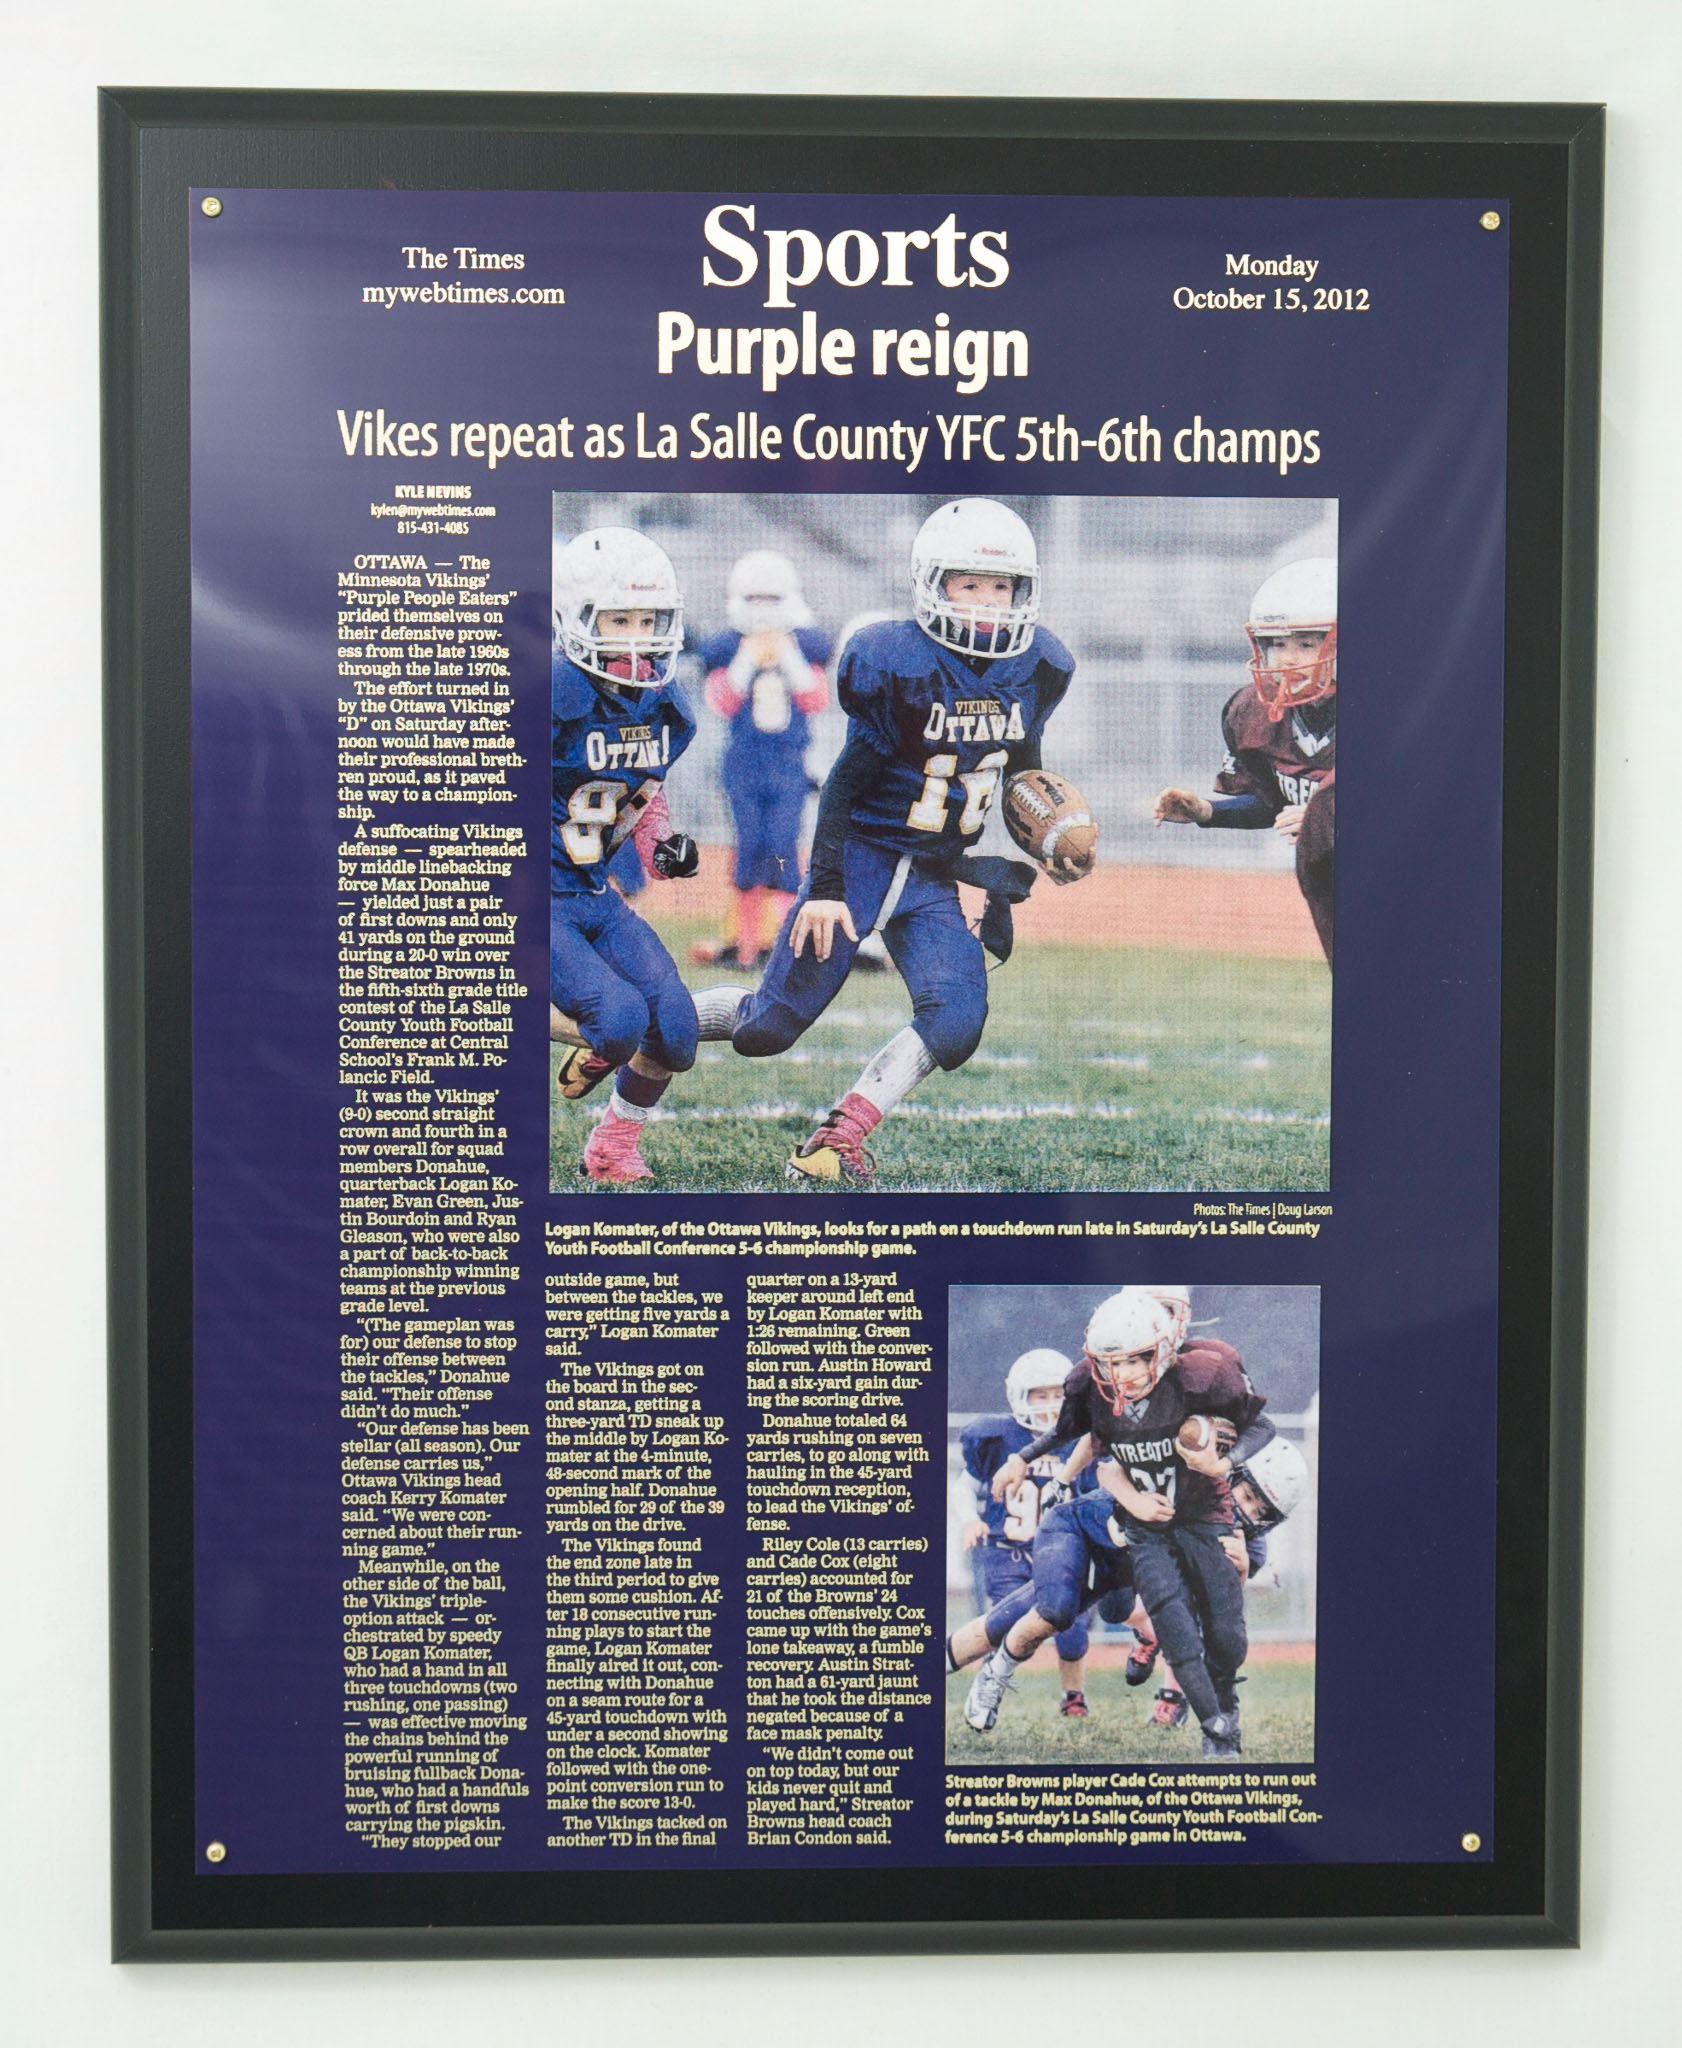 The Times
mywebtimes.com
Sports
Monday
October 15, 2012
Purple reign
Vikes repeat as La Salle County YFC 5th-6th champs
KYLE NEVINS
kylen@mywebtimes.com
815-431-4085
OTTAWA — The
Minnesota Vikings'
"Purple People Eaters"
prided themselves on
their defensive prow-
ess from the late 1960s
through the late 1970s.
The effort turned in
by the Ottawa Vikings'
"D" on Saturday after-
noon would have made
their professional breth-
ren proud, as it paved
the way to a champion-
ship.
A suffocating Vikings
defense — spearheaded
by middle linebacking
force Max Donahue
— yielded just a pair
of first downs and only
41 yards on the ground
during a 20-0 win over
the Streator Browns in
the fifth-sixth grade title
contest of the La Salle
County Youth Football
Conference at Central
School's Frank M. Po-
lancic Field.
It was the Vikings'
(9-0) second straight
crown and fourth in a
row overall for squad
members Donahue,
quarterback Logan Ko-
mater, Evan Green, Jus-
tin Bourdoin and Ryan
Gleason, who were also
a part of back-to-back
championship winning
teams at the previous
grade level.
"(The gameplan was
for) our defense to stop
their offense between
the tackles," Donahue
said. "Their offense
didn't do much."
"Our defense has been
stellar (all season). Our
defense carries us,"
Ottawa Vikings head
coach Kerry Komater
said. "We were con-
cerned about their run-
ning game."
Meanwhile, on the
other side of the ball,
the Vikings' triple-
option attack — or-
chestrated by speedy
QB Logan Komater,
who had a hand in all
three touchdowns (two
rushing, one passing)
— was effective moving
the chains behind the
powerful running of
bruising fullback Dona-
hue, who had a handfuls
worth of first downs
carrying the pigskin.
"They stopped our
Riddell
VIKINGS
OTTAWA
8
Riddell
VIKINGS
OTTAWA
16
STRE
Photos: The Times | Doug Larson
Logan Komater, of the Ottawa Vikings, looks for a path on a touchdown run late in Saturday's La Salle County
Youth Football Conference 5-6 championship game.
outside game, but
between the tackles, we
were getting five yards a
carry," Logan Komater
said.
The Vikings got on
the board in the sec-
ond stanza, getting a
three-yard TD sneak up
the middle by Logan Ko-
mater at the 4-minute,
48-second mark of the
opening half. Donahue
rumbled for 29 of the 39
yards on the drive.
The Vikings found
the end zone late in
the third period to give
them some cushion. Af-
ter 18 consecutive run-
ning plays to start the
game, Logan Komater
finally aired it out, con-
necting with Donahue
on a seam route for a
45-yard touchdown with
under a second showing
on the clock. Komater
followed with the one-
point conversion run to
make the score 13-0.
The Vikings tacked on
another TD in the final
quarter on a 13-yard
keeper around left end
by Logan Komater with
1:26 remaining. Green
followed with the conver-
sion run. Austin Howard
had a six-yard gain dur-
ing the scoring drive.
Donahue totaled 64
yards rushing on seven
carries, to go along with
hauling in the 45-yard
touchdown reception,
to lead the Vikings' of-
fense.
Riley Cole (13 carries)
and Cade Cox (eight
carries) accounted for
21 of the Browns' 24
touches offensively. Cox
came up with the game's
lone takeaway, a fumble
recovery. Austin Strat-
ton had a 61-yard jaunt
that he took the distance
negated because of a
face mask penalty.
"We didn't come out
on top today, but our
kids never quit and
played hard," Streator
Browns head coach
Brian Condon said.
STREATO
Streator Browns player Cade Cox attempts to run out
of a tackle by Max Donahue, of the Ottawa Vikings,
during Saturday's La Salle County Youth Football Con-
ference 5-6 championship game in Ottawa.